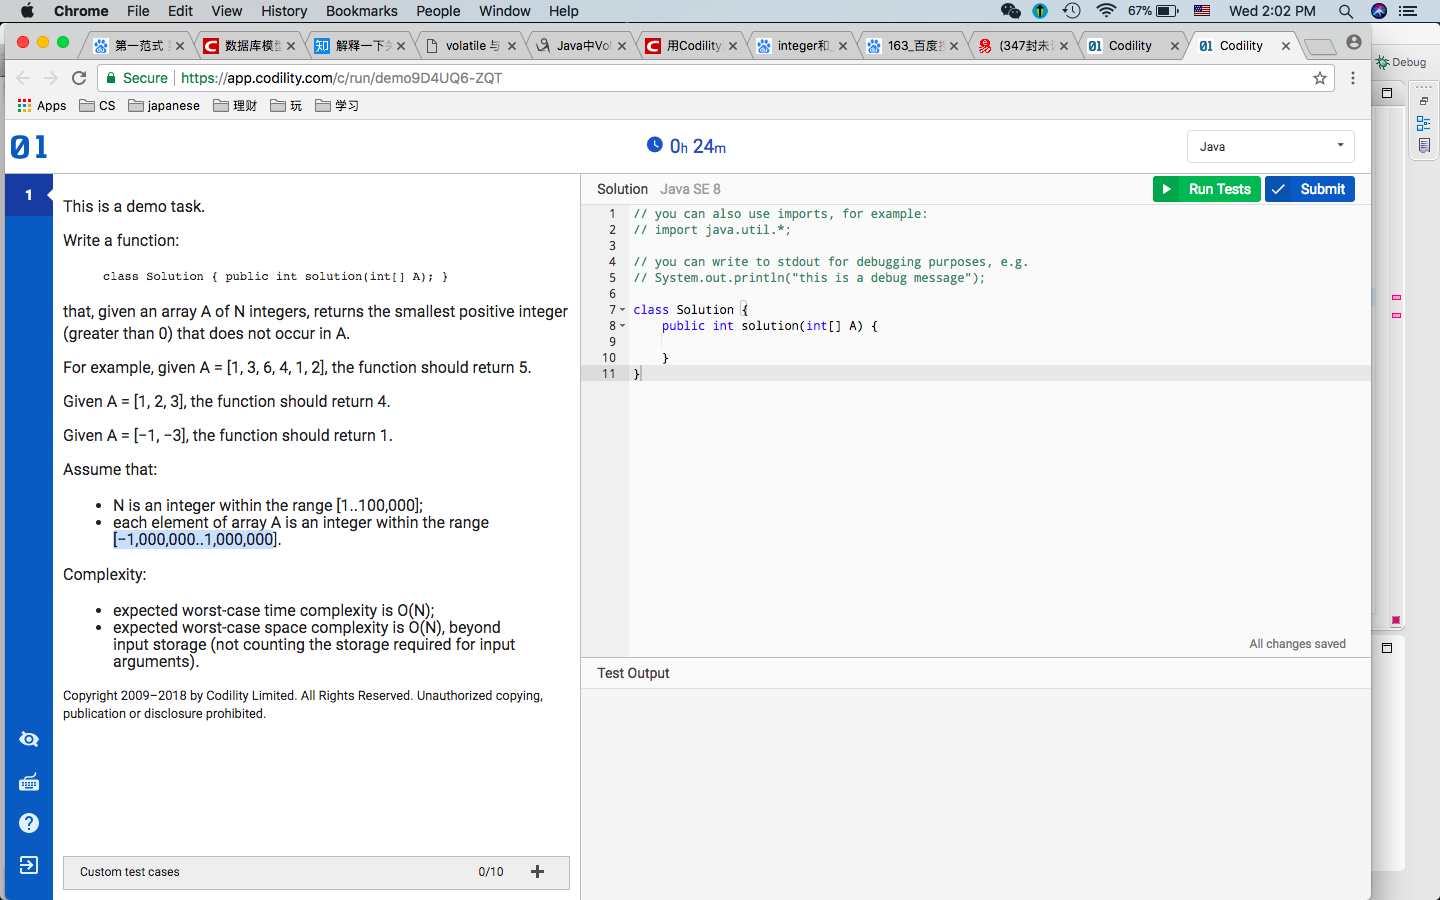 Chrome File Edit View History Bookmarks People Window Help 67% Wed 2:02 PM
第一范式 数据库模型 知 解释一下 volatile 与 Java中Vo 用Codility integer和 163_百度 (347封未 01 Codility 01 Codility
Secure https://app.codility.com/c/run/demo9D4UQ6-ZQT
Debug
Apps CS japanese 理财 玩 学习
01
0h 24m
Java
1
This is a demo task.
Write a function:
class Solution { public int solution(int[] A); }
that, given an array A of N integers, returns the smallest positive integer
(greater than 0) that does not occur in A.
For example, given A = [1, 3, 6, 4, 1, 2], the function should return 5.
Given A = [1, 2, 3], the function should return 4.
Given A = [−1, −3], the function should return 1.
Assume that:
• N is an integer within the range [1..100,000];
• each element of array A is an integer within the range
[−1,000,000..1,000,000].
Complexity:
• expected worst-case time complexity is O(N);
• expected worst-case space complexity is O(N), beyond
input storage (not counting the storage required for input
arguments).
Copyright 2009–2018 by Codility Limited. All Rights Reserved. Unauthorized copying,
publication or disclosure prohibited.
Custom test cases 0/10 +
Solution Java SE 8 Run Tests Submit
1 // you can also use imports, for example:
2 // import java.util.*;
3
4 // you can write to stdout for debugging purposes, e.g.
5 // System.out.println("this is a debug message");
6
7 class Solution {
8 public int solution(int[] A) {
9
10 }
11 }
All changes saved
Test Output